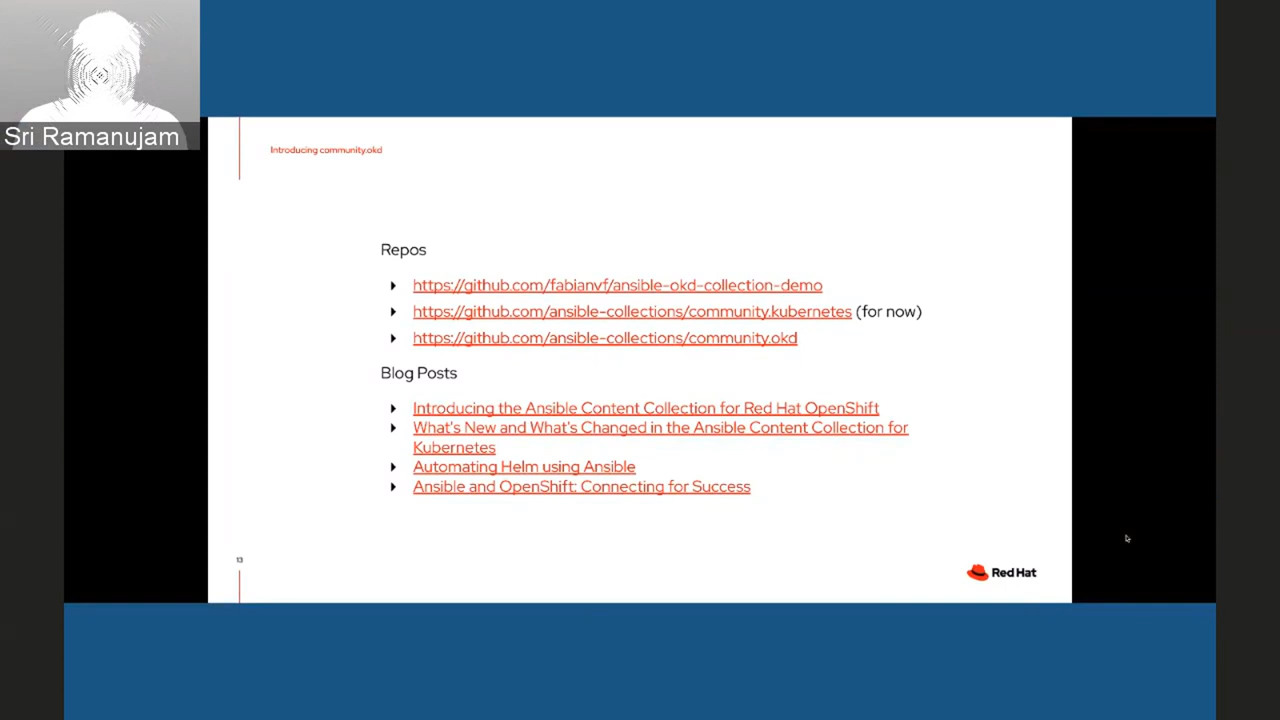 Sri Ramanujam
Introducing community.okd
Repos
https://github.com/fabianvf/ansible-okd-collection-demo
https://github.com/ansible-collections/community.kubernetes (for now)
https://github.com/ansible-collections/community.okd
Blog Posts
Introducing the Ansible Content Collection for Red Hat OpenShift
What's New and What's Changed in the Ansible Content Collection for
Kubernetes
Automating Helm using Ansible
Ansible and OpenShift: Connecting for Success
13
Red Hat